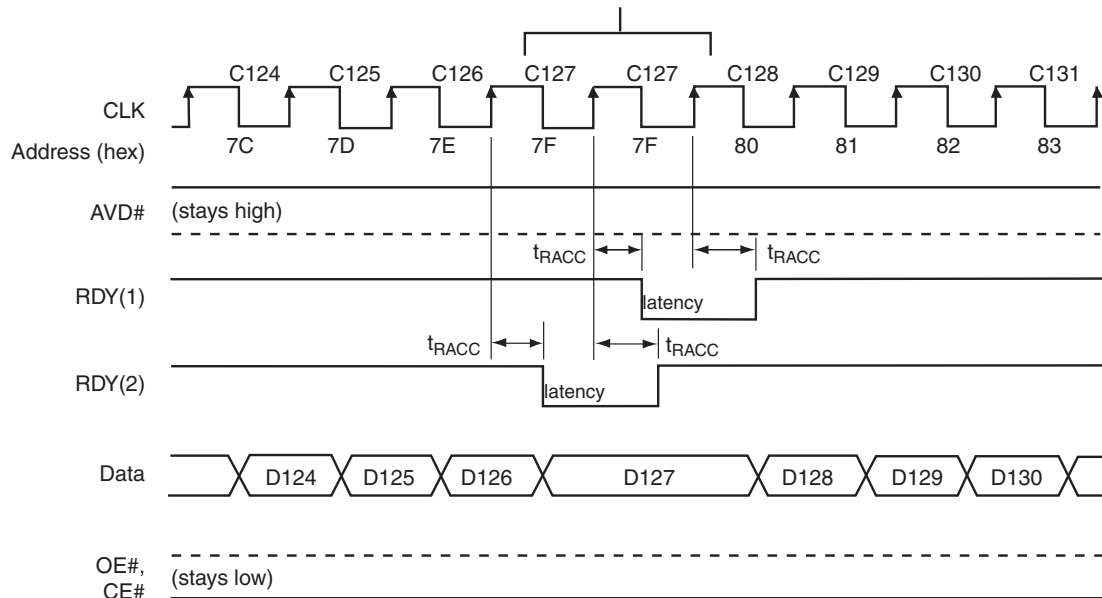 C124 C125 C126 C127 C127 C128 C129 C130 C131
CLK
Address (hex) 7C 7D 7E 7F 7F 80 81 82 83
AVD# (stays high)
tRACC tRACC
RDY(1) latency
tRACC tRACC
RDY(2) latency
Data D124 D125 D126 D127 D128 D129 D130
OE#,
CE# (stays low)